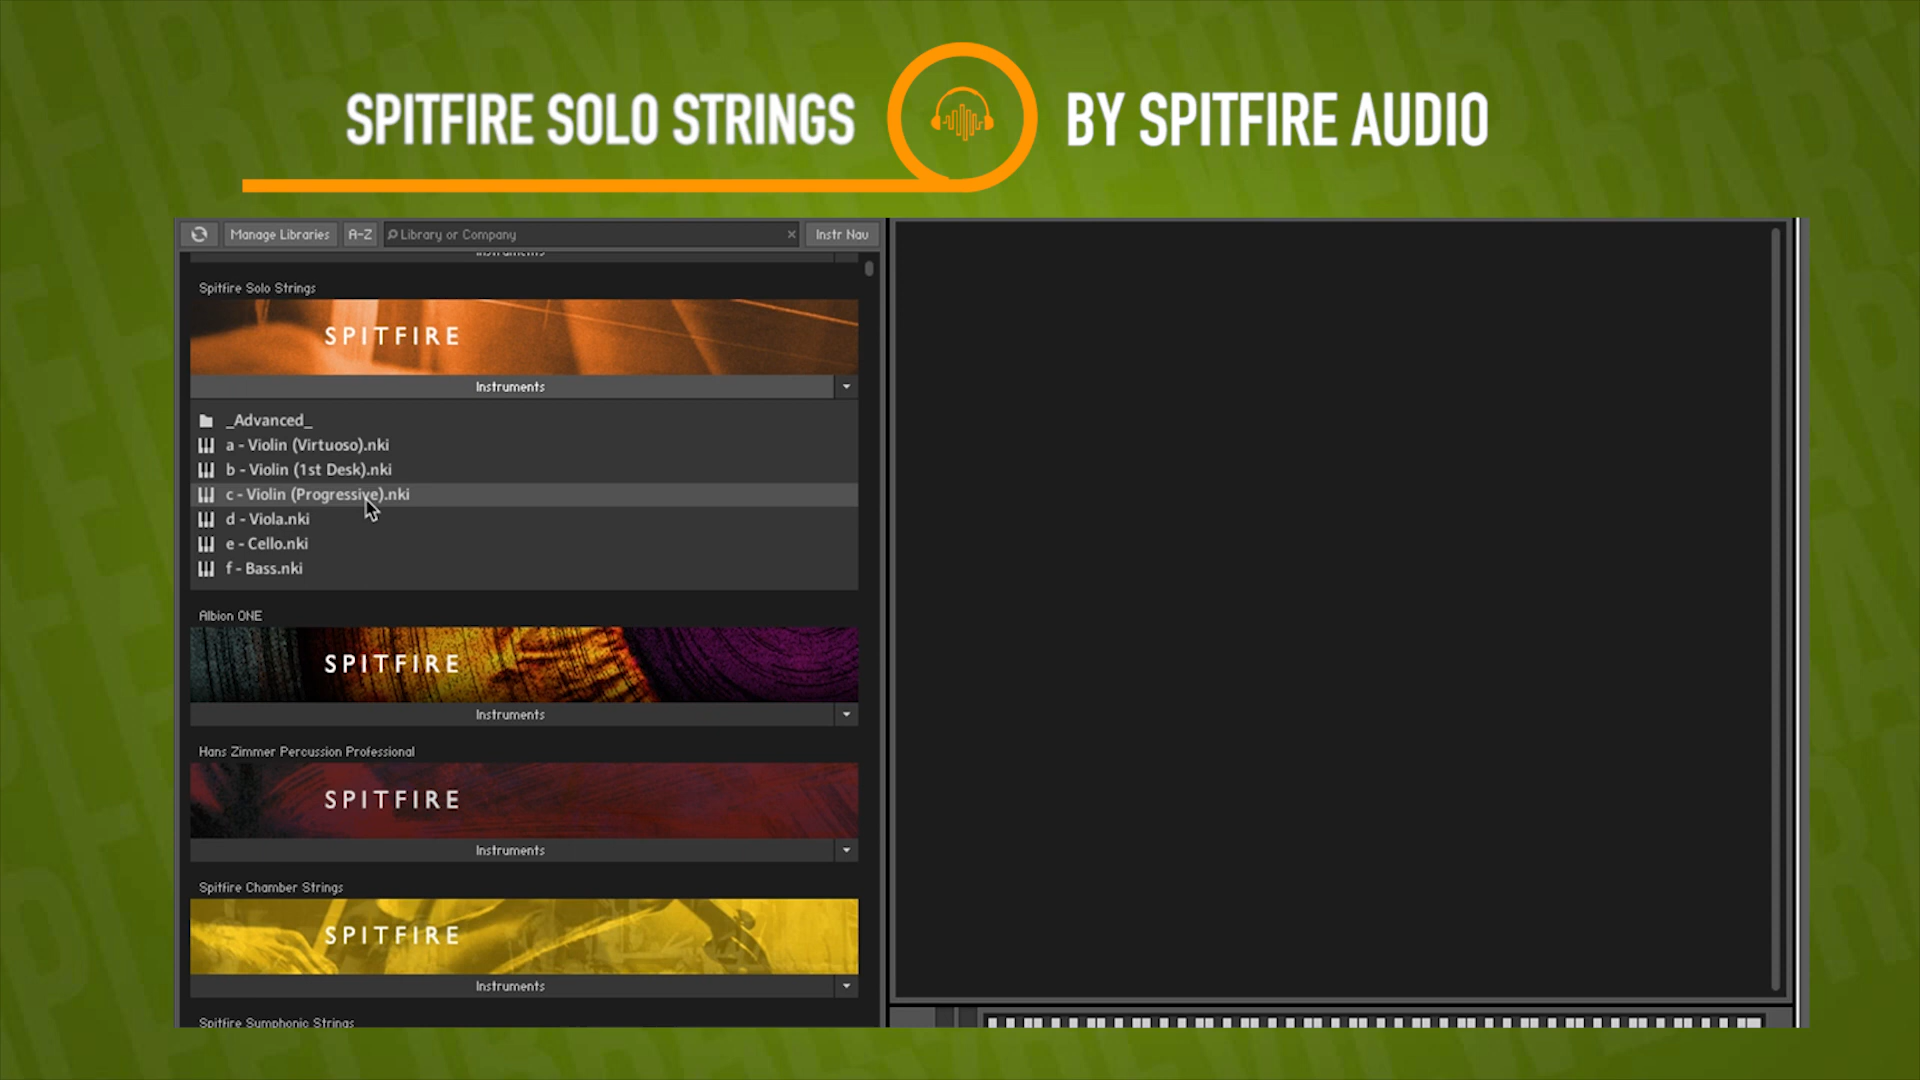 SPITFIRE SOLO STRINGS BY SPITFIRE AUDIO
Manage Libraries A-Z Library or Company × Instr Nav
Instruments
Spitfire Solo Strings
SPITFIRE
Instruments
_Advanced_
a - Violin (Virtuoso).nki
b - Violin (1st Desk).nki
c - Violin (Progressive).nki
d - Viola.nki
e - Cello.nki
f - Bass.nki
Albion ONE
SPITFIRE
Instruments
Hans Zimmer Percussion Professional
SPITFIRE
Instruments
Spitfire Chamber Strings
SPITFIRE
Instruments
Spitfire Symphonic Strings